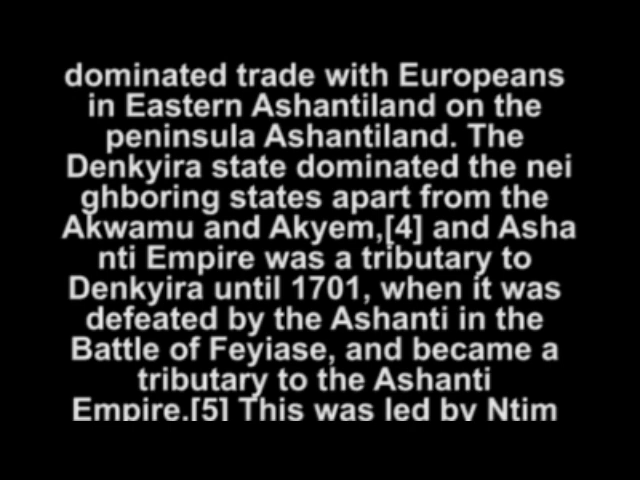 dominated trade with Europeans
in Eastern Ashantiland on the
peninsula Ashantiland. The
Denkyira state dominated the nei
ghboring states apart from the
Akwamu and Akyem,[4] and Asha
nti Empire was a tributary to
Denkyira until 1701, when it was
defeated by the Ashanti in the
Battle of Feyiase, and became a
tributary to the Ashanti
Empire.[5] This was led by Ntim